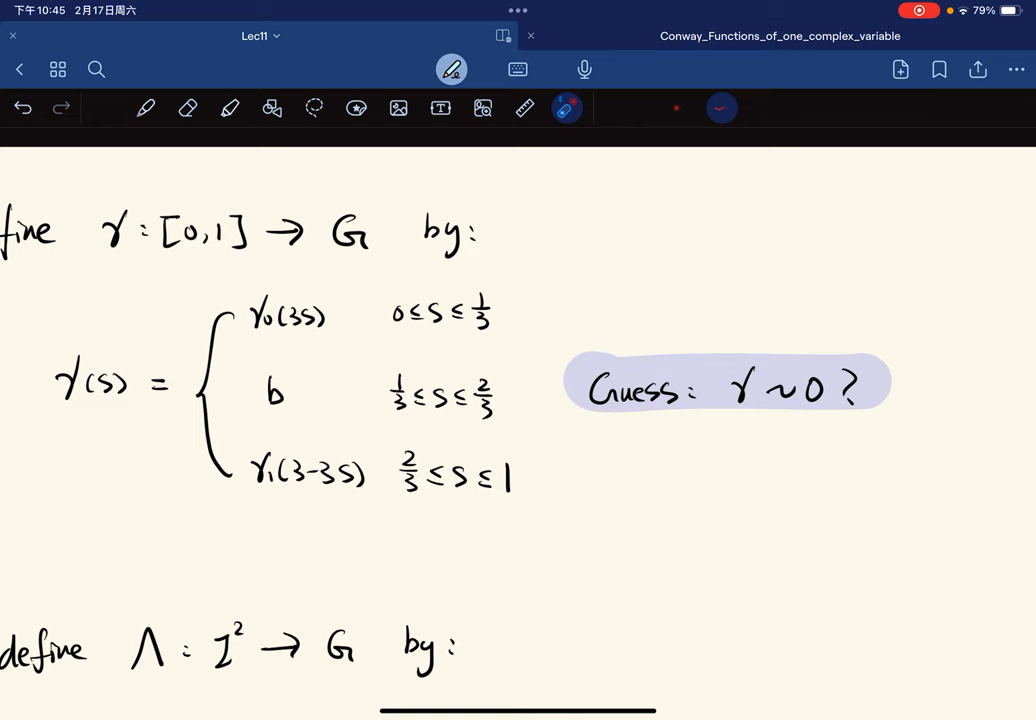 下午10:45 2月17日周六
79%
Lec11
Conway_Functions_of_one_complex_variable
fine γ : [0,1] → G by:
γ0(3s) 0 ≤ s ≤ 1/3
γ(s) = { b 1/3 ≤ s ≤ 2/3
Guess: γ ~ 0 ?
γ1(3-3s) 2/3 ≤ s ≤ 1
define Λ : I² → G by: